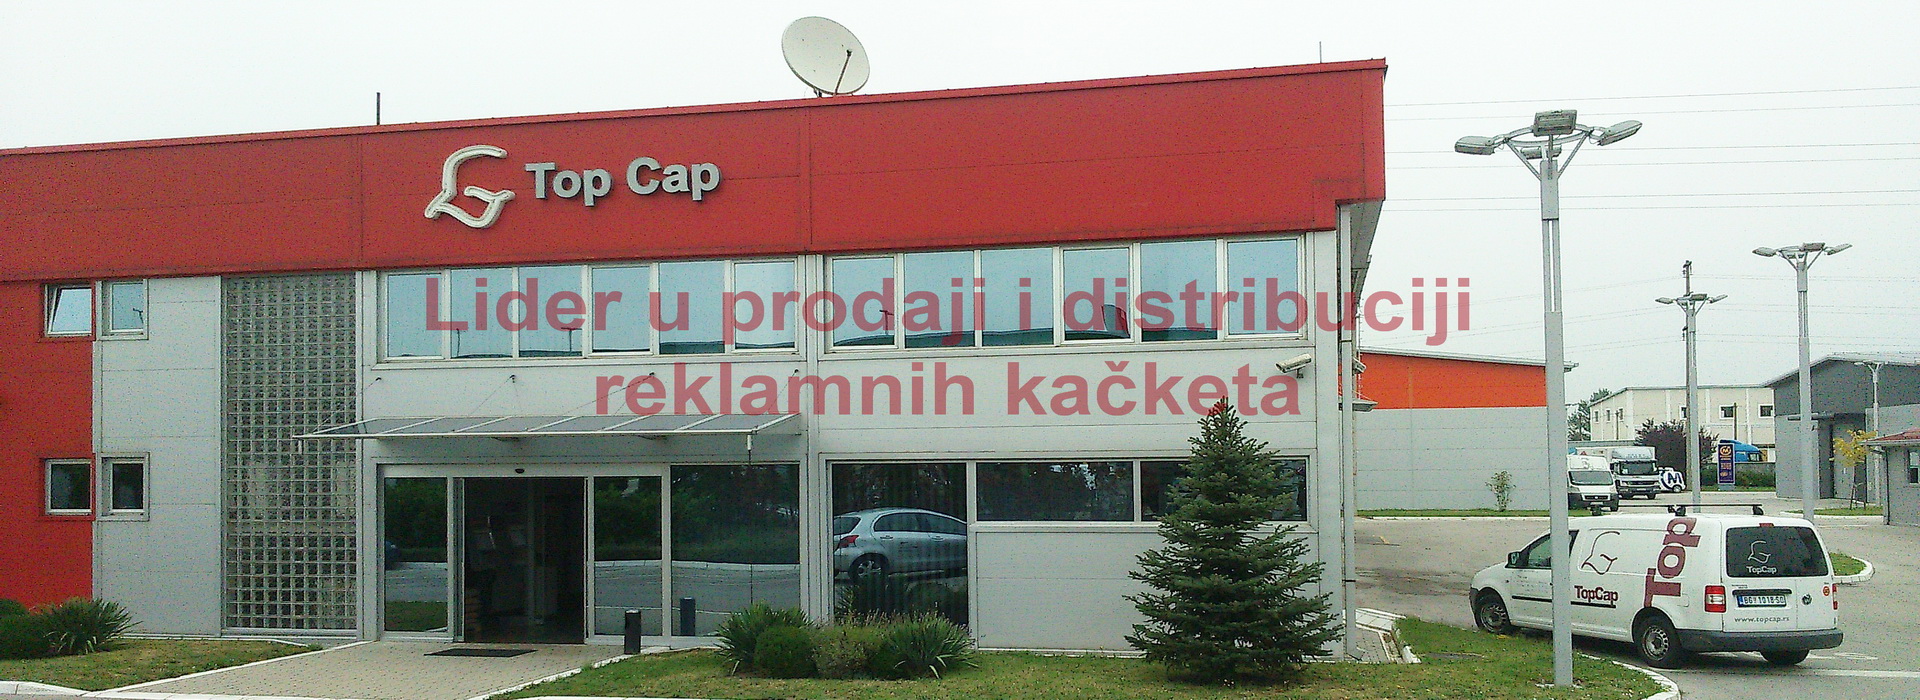 Top Cap
Lider u prodaji i distribuciji
reklamnih kačketa
TopCap
Top
TopCap
www.topcap.rs